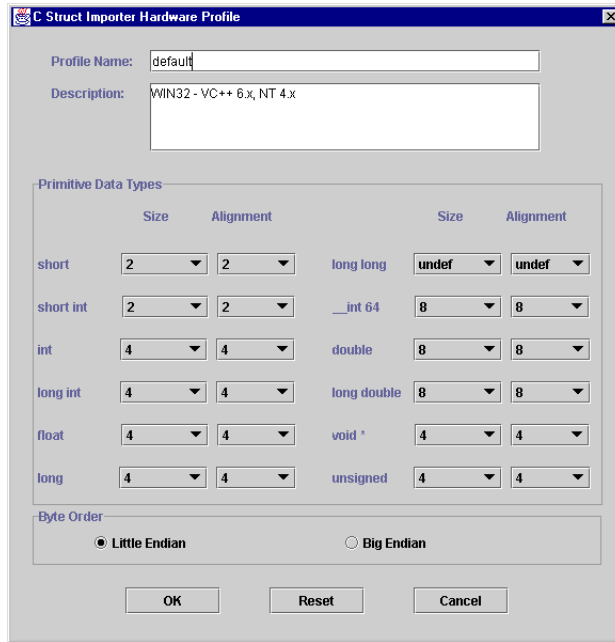 C Struct Importer Hardware Profile
Profile Name: default
Description: WIN32 - VC++ 6.x, NT 4.x
Primitive Data Types
Size Alignment Size Alignment
short 2 2 long long undef undef
short int 2 2 __int 64 8 8
int 4 4 double 8 8
long int 4 4 long double 8 8
float 4 4 void * 4 4
long 4 4 unsigned 4 4
Byte Order
Little Endian Big Endian
OK Reset Cancel